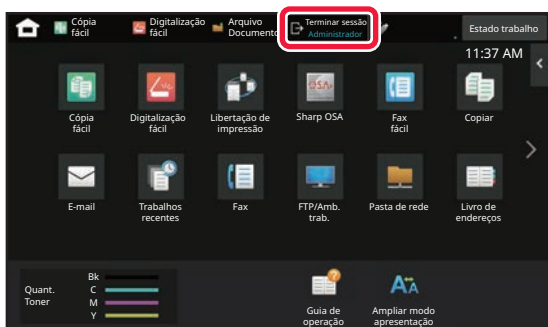 Cópia
fácil
Digitalização
fácil
Arquivo
Documento
Terminar sessão
Administrador
Estado trabalho
11:37 AM
Cópia
fácil
Digitalização
fácil
Libertação de
impressão
Sharp OSA
Fax
fácil
Copiar
E-mail
Trabalhos
recentes
Fax
FTP/Amb.
trab.
Pasta de rede
Livro de
endereços
Quant.
Toner
Bk
C
M
Y
Guia de
operação
Ampliar modo
apresentação